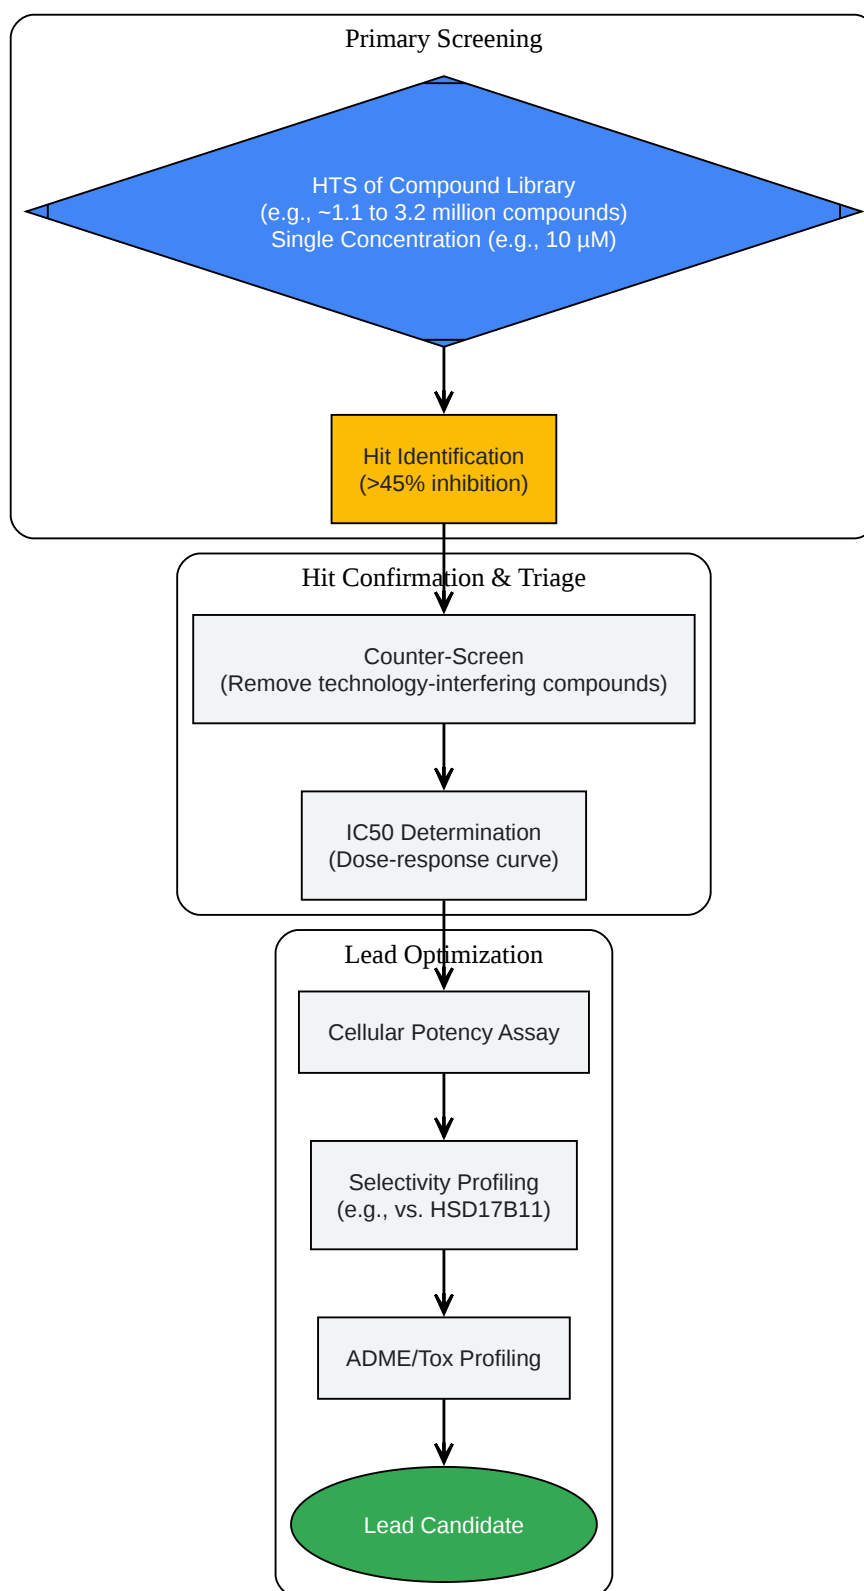 Primary Screening
HTS of Compound Library
(e.g., ~1.1 to 3.2 million compounds)
Single Concentration (e.g., 10 µM)
Hit Identification
(>45% inhibition)
Hit Confirmation & Triage
Counter-Screen
(Remove technology-interfering compounds)
IC50 Determination
(Dose-response curve)
Lead Optimization
Cellular Potency Assay
Selectivity Profiling
(e.g., vs. HSD17B11)
ADME/Tox Profiling
Lead Candidate